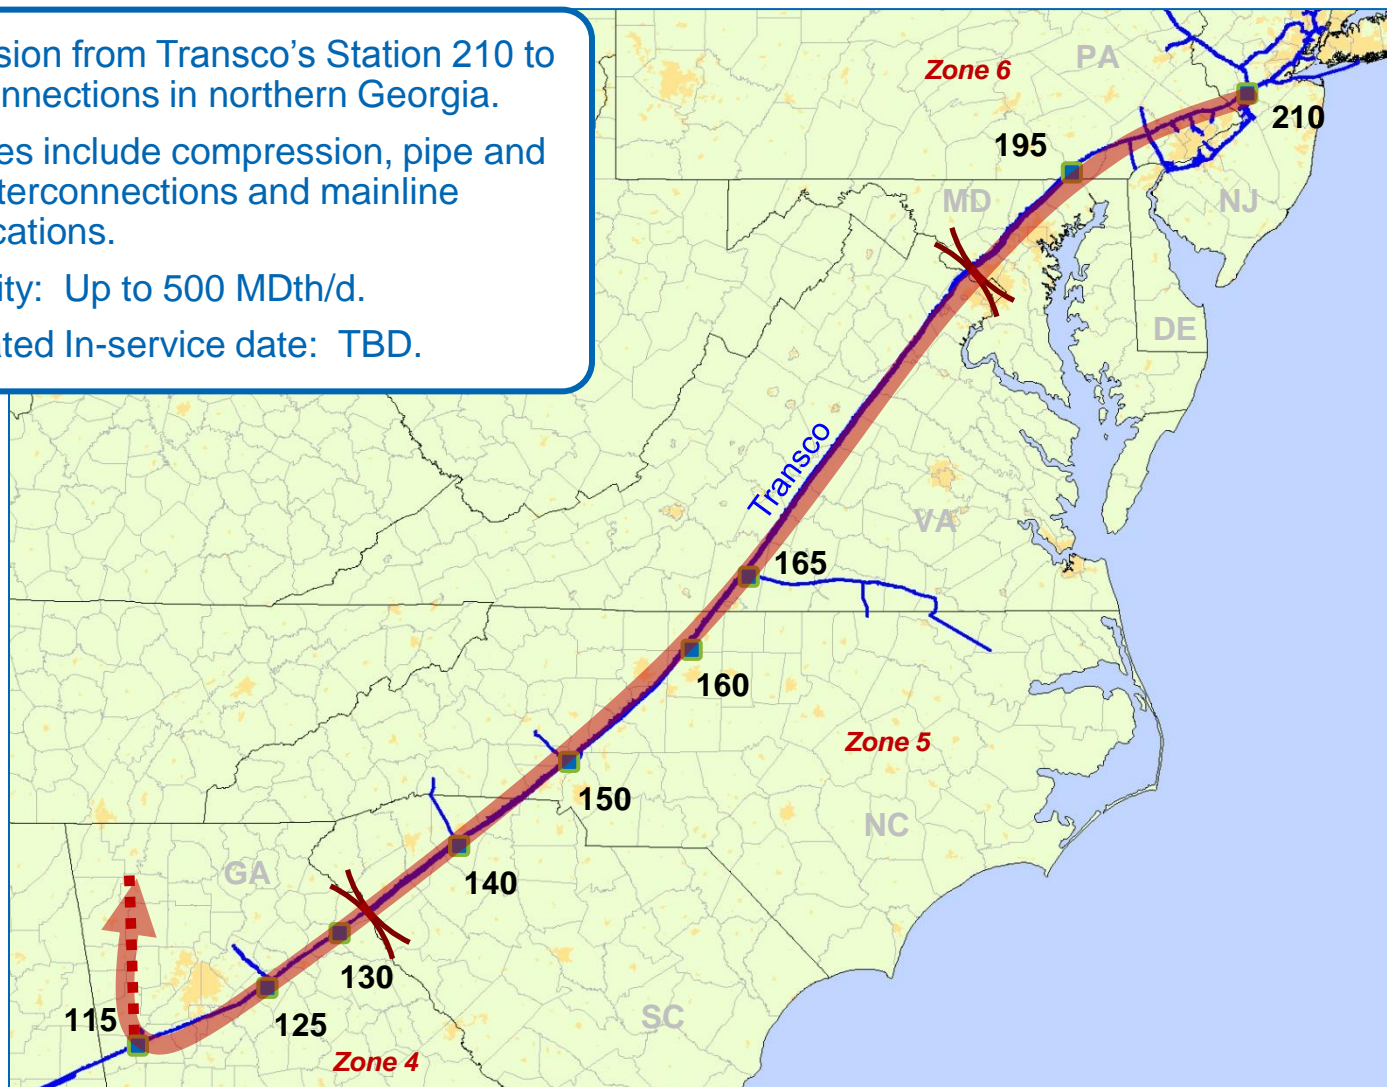 sion from Transco's Station 210 to
nnections in northern Georgia.
es include compression, pipe and
terconnections and mainline
cations.
ity: Up to 500 MDth/d.
ated In-service date: TBD.
Zone 6
PA
210
195
MD
NJ
DE
Transco
VA
165
160
Zone 5
150
NC
GA
140
130
115
125
SC
Zone 4